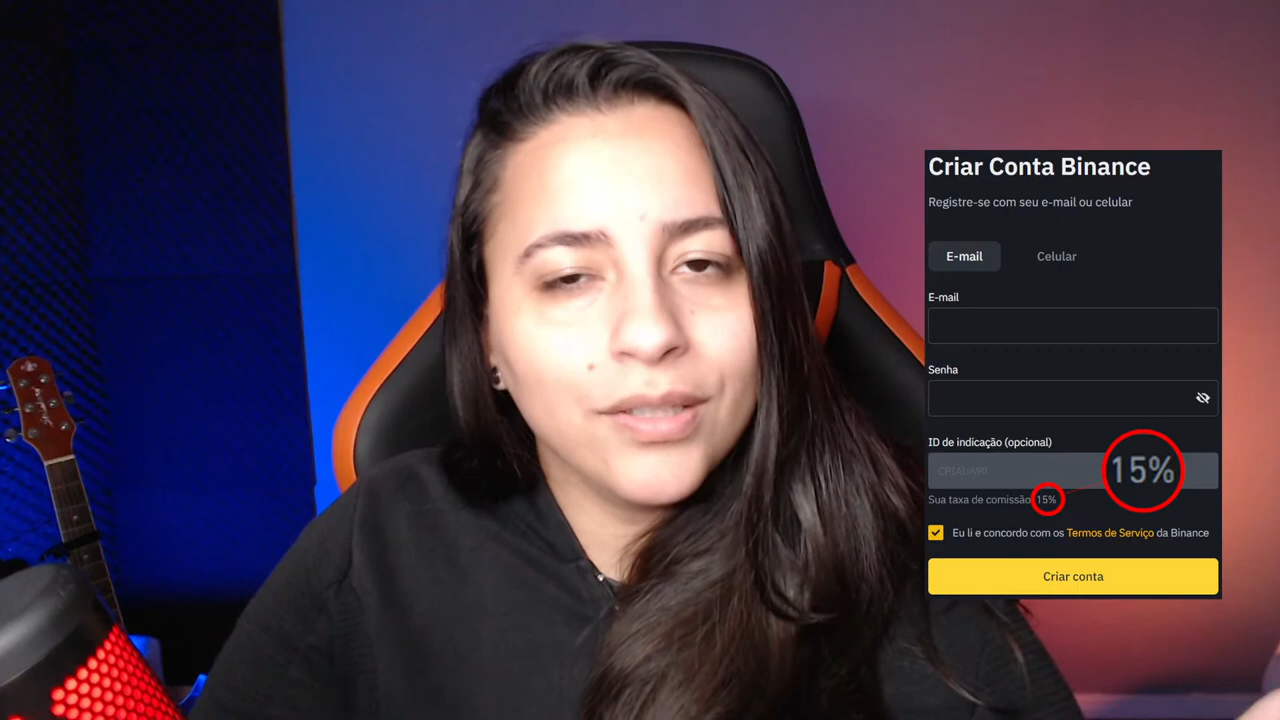 Criar Conta Binance
Registre-se com seu e-mail ou celular
E-mail
Celular
E-mail
Senha
ID de indicação (opcional)
15%
Sua taxa de comissão 15%
Eu li e concordo com os Termos de Serviço da Binance
Criar conta